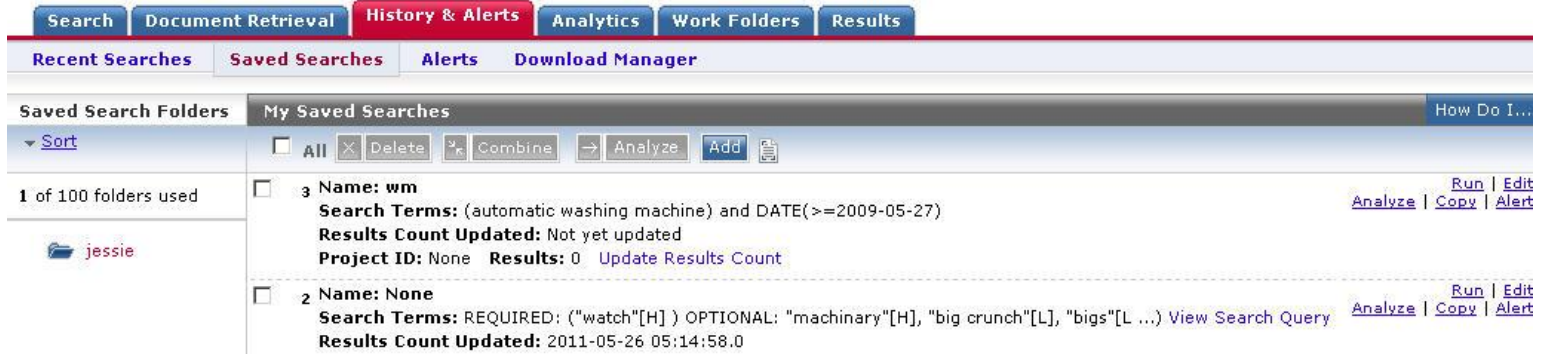 Search Document Retrieval History & Alerts Analytics Work Folders Results
Recent Searches Saved Searches Alerts Download Manager
Saved Search Folders My Saved Searches How Do I...
Sort All Delete Combine Analyze Add
1 of 100 folders used
jessie
3 Name: wm Run | Edit
Search Terms: (automatic washing machine) and DATE(>=2009-05-27) Analyze | Copy | Alert
Results Count Updated: Not yet updated
Project ID: None Results: 0 Update Results Count
2 Name: None Run | Edit
Search Terms: REQUIRED: ("watch"[H] ) OPTIONAL: "machinary"[H], "big crunch"[L], "bigs"[L ...) View Search Query Analyze | Copy | Alert
Results Count Updated: 2011-05-26 05:14:58.0